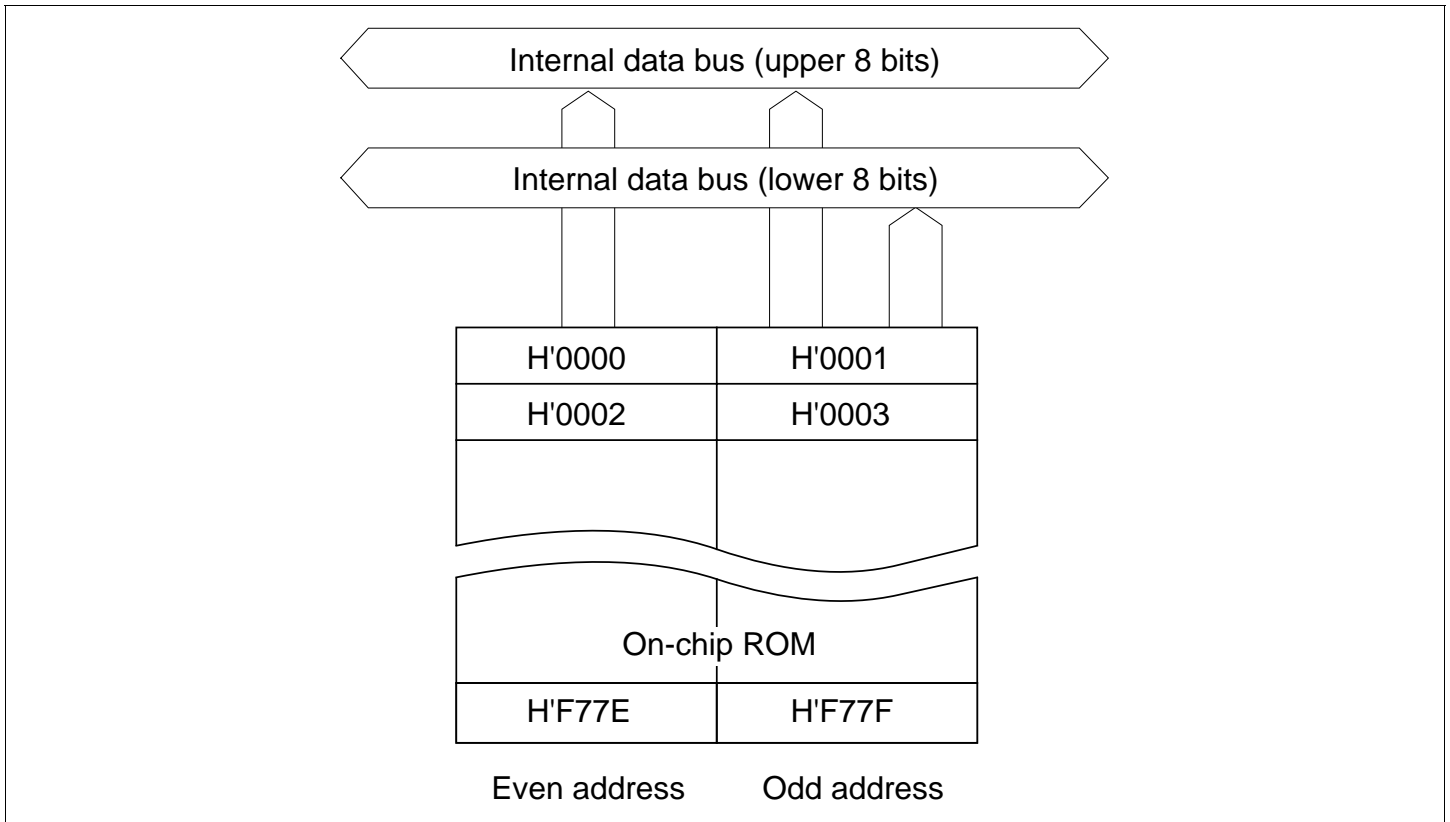 Internal data bus (upper 8 bits)
Internal data bus (lower 8 bits)
H'0000 H'0001
H'0002 H'0003
On-chip ROM
H'F77E H'F77F
Even address Odd address